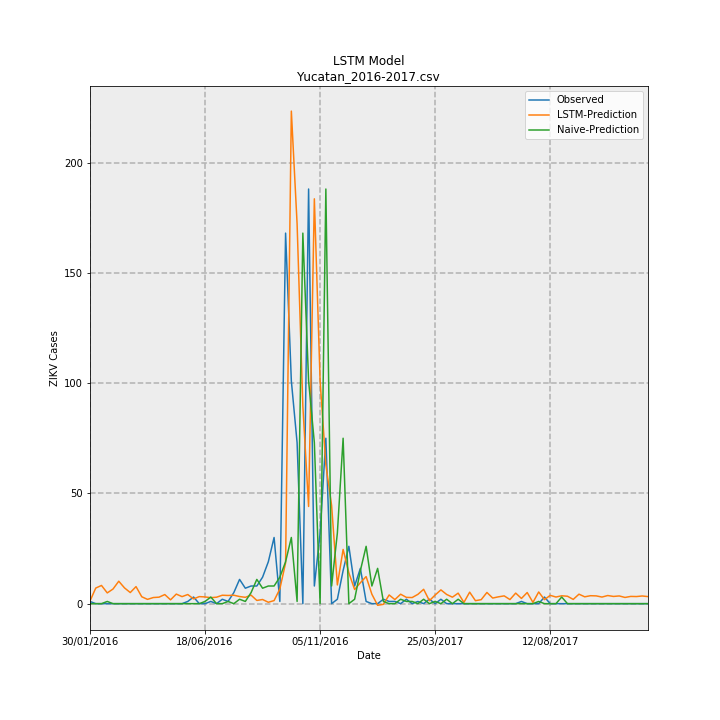 LSTM Model
Yucatan_2016-2017.csv
Observed
LSTM-Prediction
Naive-Prediction
ZIKV Cases
200
150
100
50
0
30/01/2016 18/06/2016 05/11/2016 25/03/2017 12/08/2017
Date